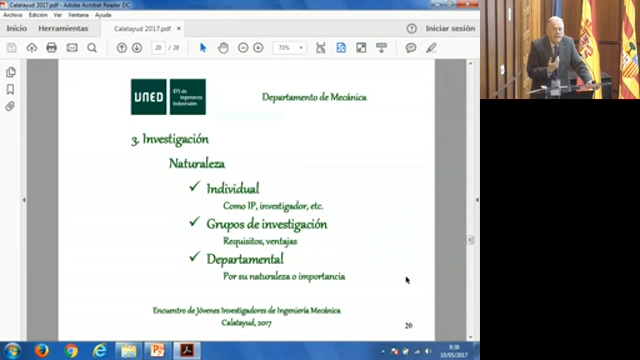 Calatayud 2017.pdf - Adobe Acrobat Reader DC
Archivo Edición Ver Ventana Ayuda
Inicio Herramientas Calatayud 2017.pdf × Iniciar sesión
20 / 29 73%
UNED
ETS de
Ingenieros
Industriales
Departamento de Mecánica
3. Investigación
Naturaleza
Individual
Como IP, investigador, etc.
Grupos de investigación
Requisitos, ventajas
Departamental
Por su naturaleza o importancia
Encuentro de Jóvenes Investigadores de Ingeniería Mecánica
Calatayud, 2017
20
9:38
10/05/2017